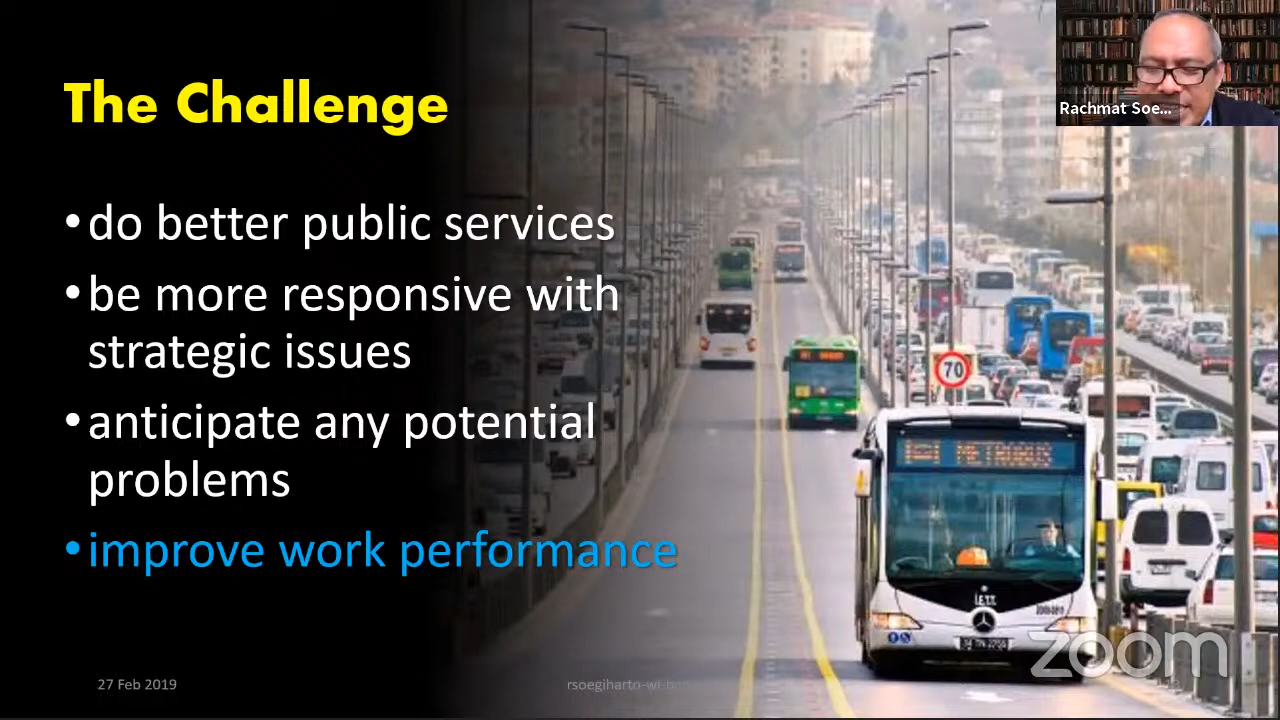 The Challenge
Rachmat Soe...
•do better public services
•be more responsive with
strategic issues
•anticipate any potential
problems
•improve work performance
70
METROBUS
I.E.T.T.
zoom
27 Feb 2019